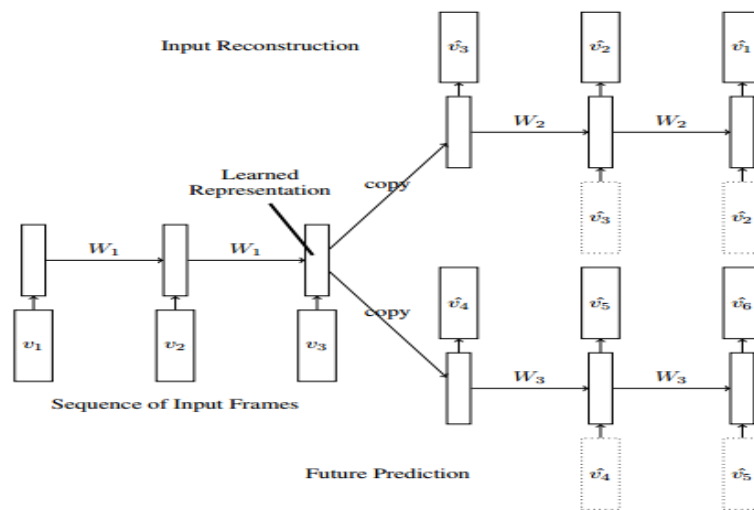 Input Reconstruction
v̂₃ v̂₂ v̂₁
W₂ W₂
Learned
Representation
copy
v̂₃ v̂₂
W₁ W₁
v₁ v₂ v₃
copy
v̂₄ v̂₅ v̂₆
W₃ W₃
Sequence of Input Frames
v̂₄ v̂₅
Future Prediction